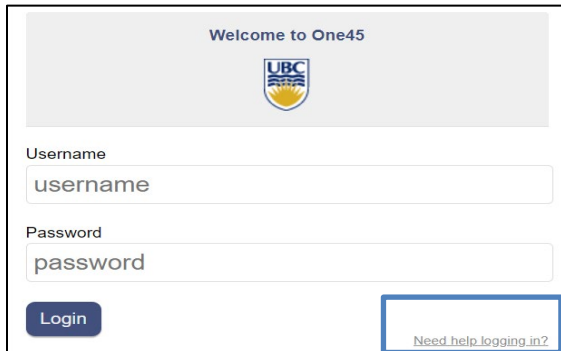 Welcome to One45
UBC
Username
username
Password
password
Login
Need help logging in?